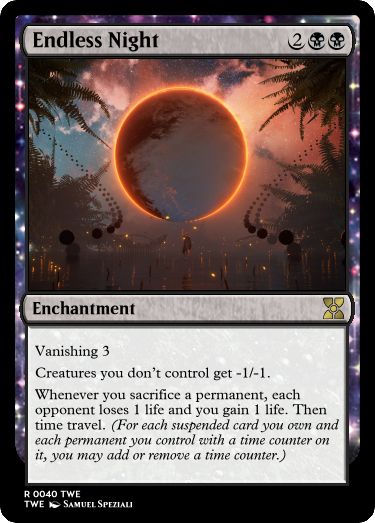 Endless Night 2
Enchantment
Vanishing 3
Creatures you don't control get -1/-1.
Whenever you sacrifice a permanent, each
opponent loses 1 life and you gain 1 life. Then
time travel. (For each suspended card you own and
each permanent you control with a time counter on
it, you may add or remove a time counter.)
R 0040 TWE
TWE Samuel Speziali